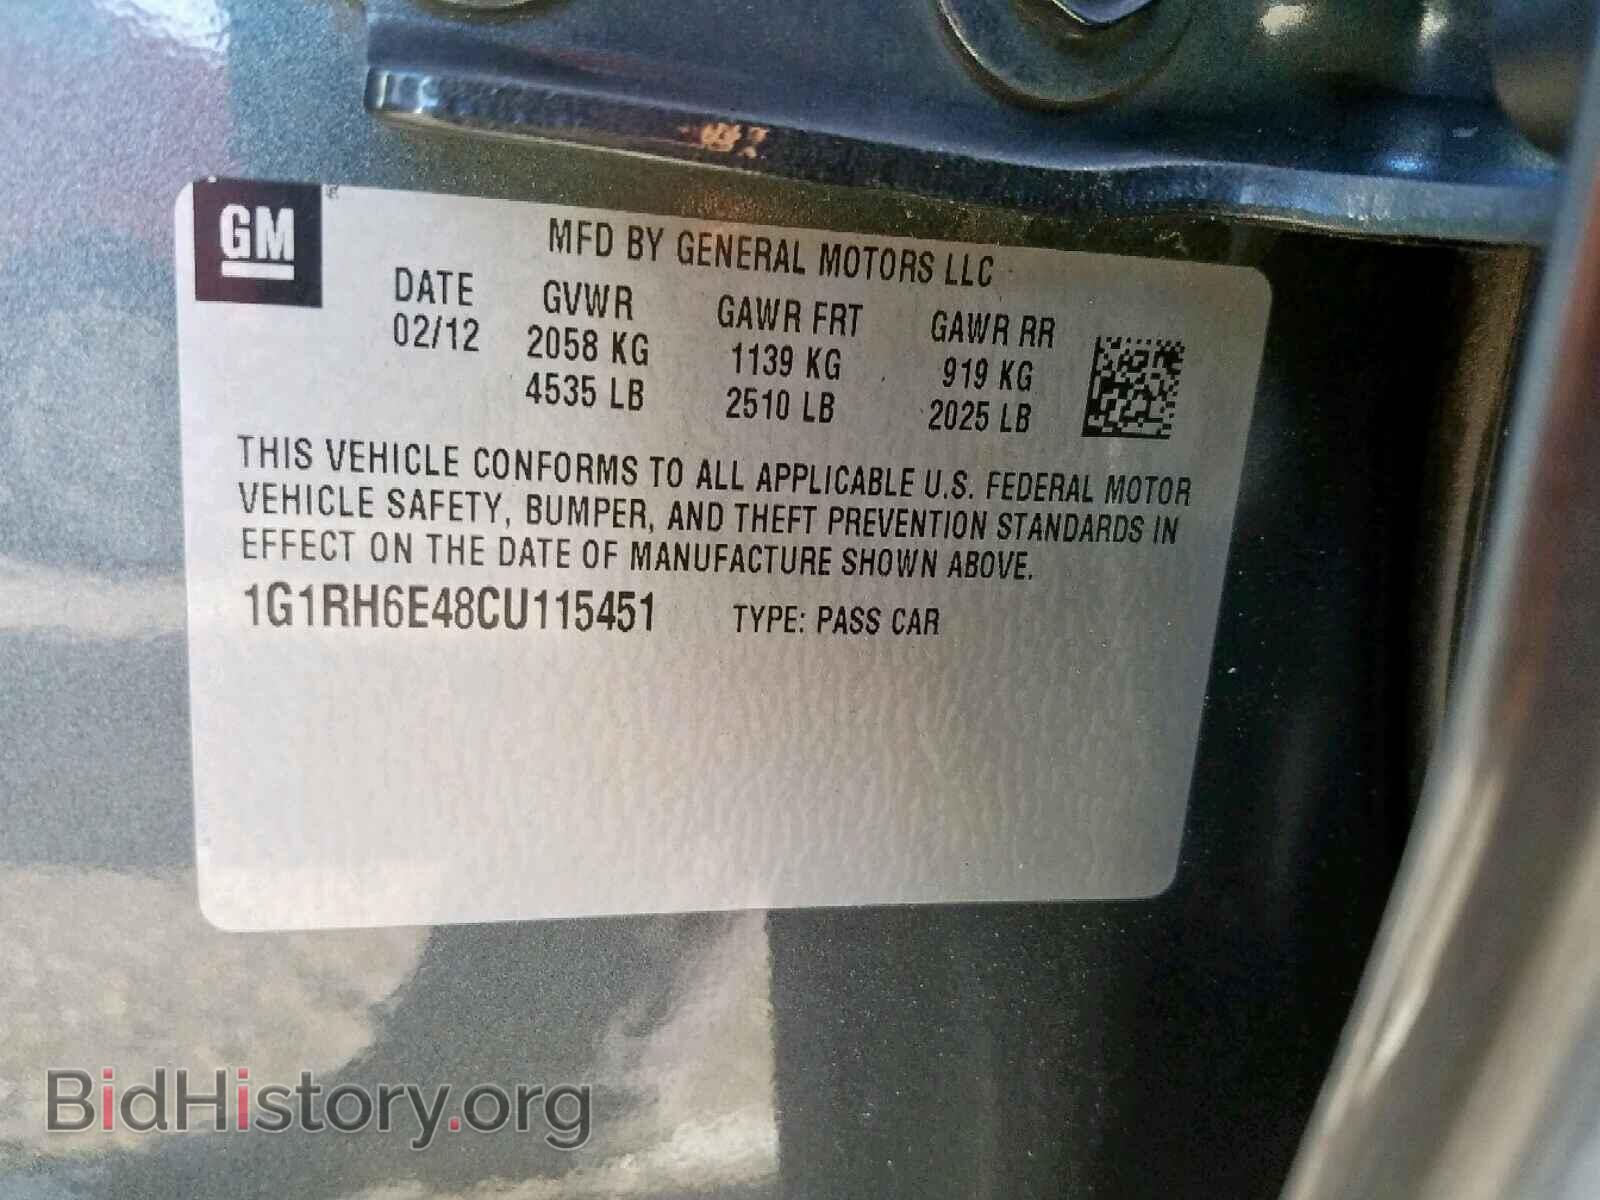 GM
MFD BY GENERAL MOTORS LLC
DATE GVWR GAWR FRT GAWR RR
02/12 2058 KG 1139 KG 919 KG
4535 LB 2510 LB 2025 LB
THIS VEHICLE CONFORMS TO ALL APPLICABLE U.S. FEDERAL MOTOR
VEHICLE SAFETY, BUMPER, AND THEFT PREVENTION STANDARDS IN
EFFECT ON THE DATE OF MANUFACTURE SHOWN ABOVE.
1G1RH6E48CU115451 TYPE: PASS CAR
BidHistory.org